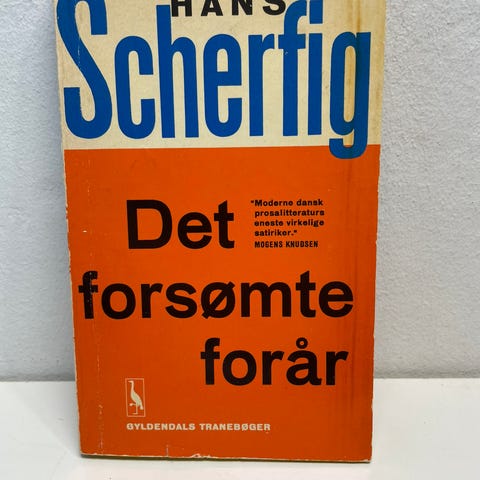 HANS
Scherfig
Det
"Moderne dansk
prosalitteraturs
eneste virkelige
satiriker."
MOGENS KNUDSEN
forsømte
forår
GYLDENDALS TRANEBØGER